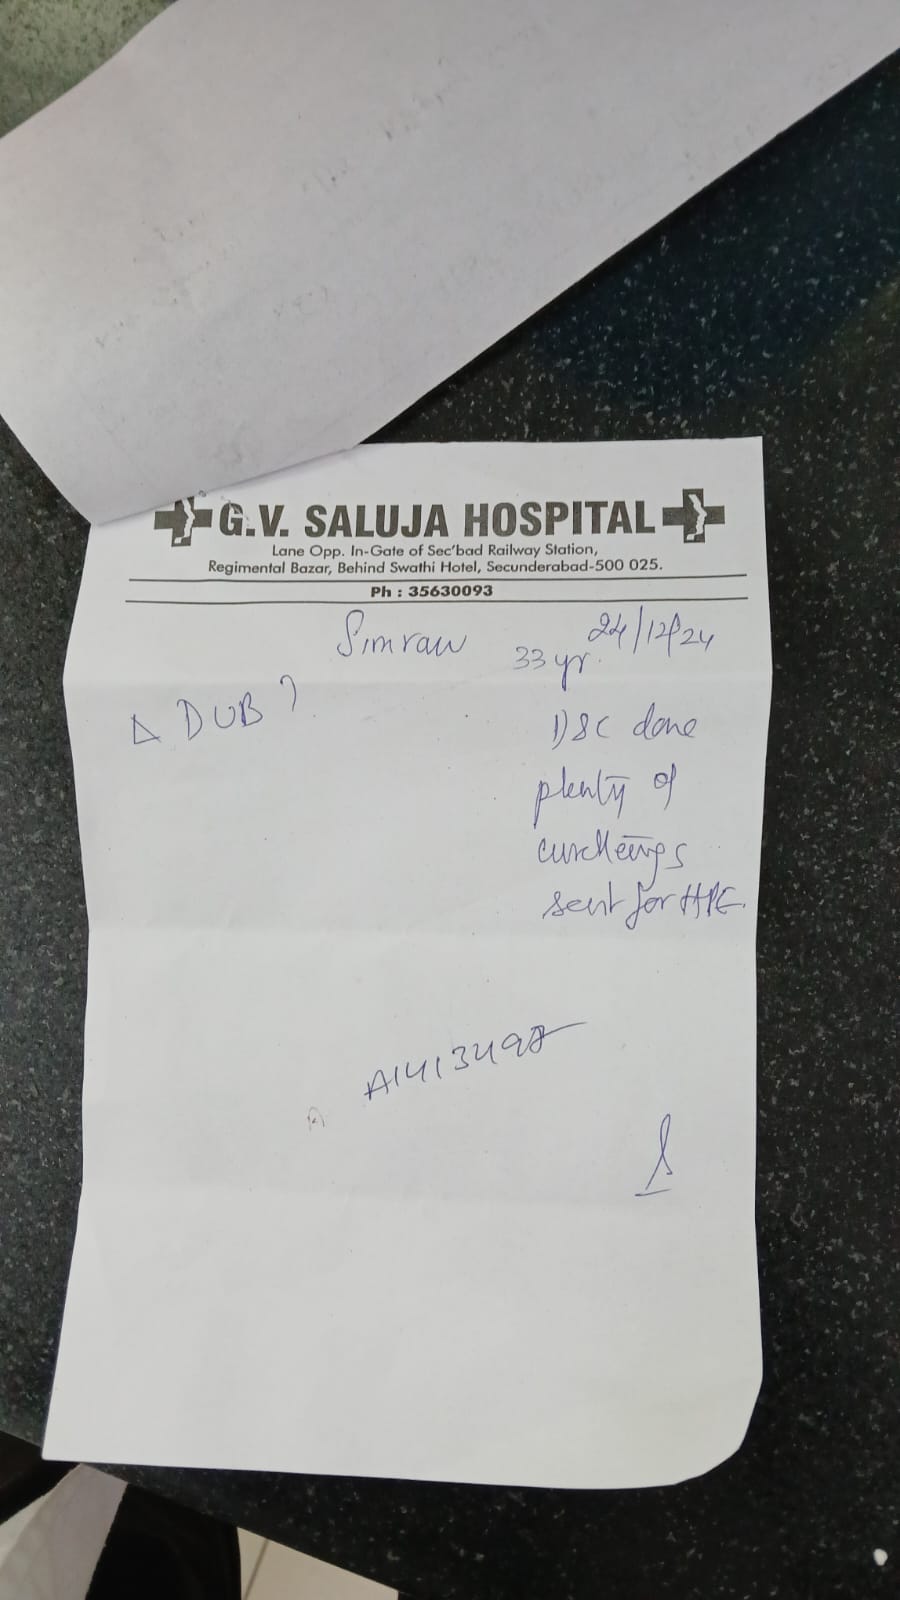 G.V. SALUJA HOSPITAL
Lane Opp. In-Gate of Sec'bad Railway Station,
Regimental Bazar, Behind Swathi Hotel, Secunderabad-500 025.
Ph : 35630093
24/12/24
Simran 33 yr.
Δ DUB ?
D&C done
plenty of
curettings
sent for HPE.
A1413498